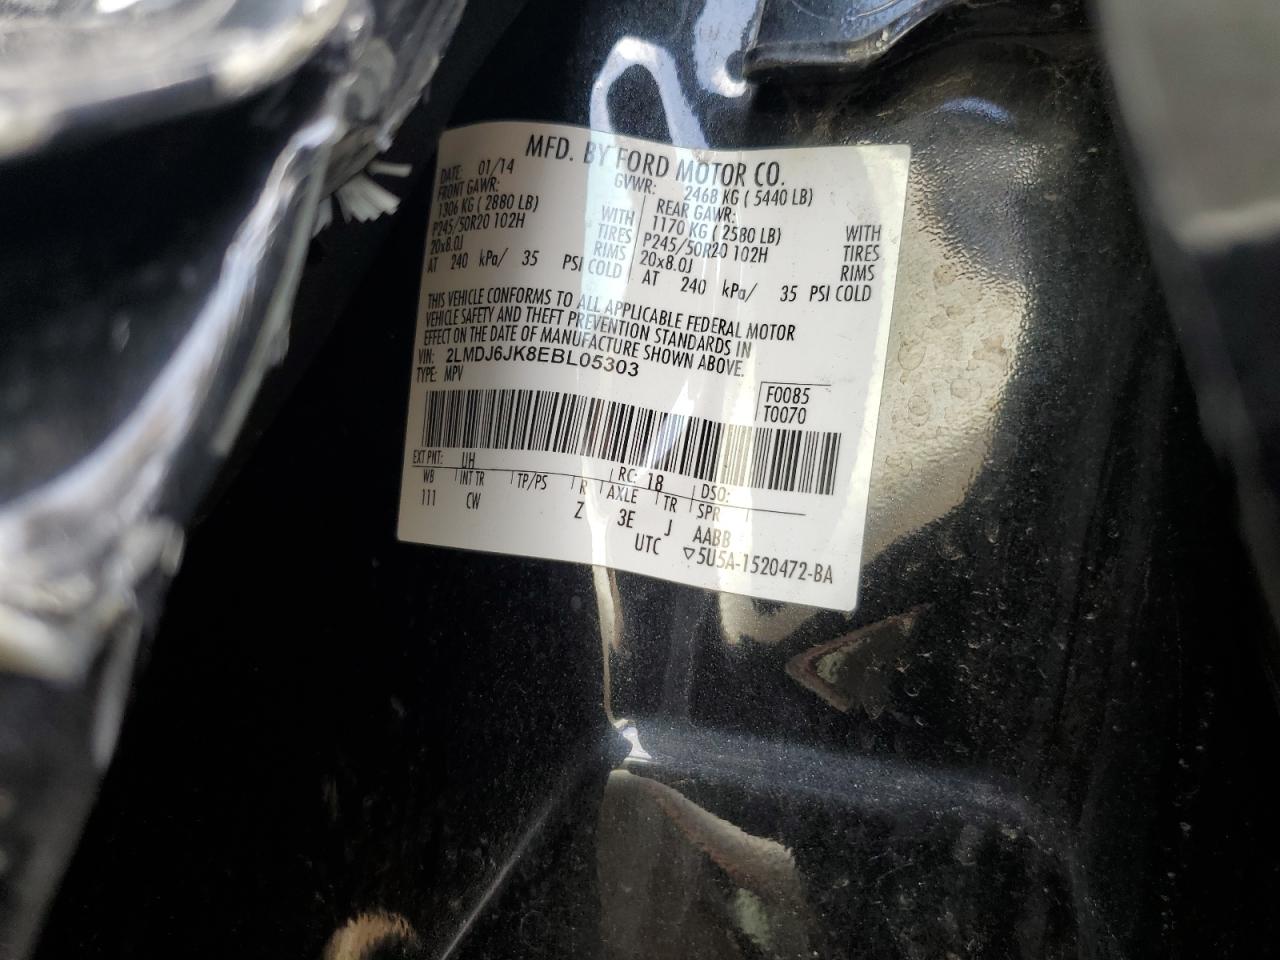 MFD. BY FORD MOTOR CO.
DATE: 01/14 GVWR: 2468 KG ( 5440 LB)
FRONT GAWR: REAR GAWR:
1306 KG ( 2880 LB) WITH 1170 KG ( 2580 LB) WITH
P245/50R20 102H TIRES P245/50R20 102H TIRES
20x8.0J RIMS 20x8.0J RIMS
AT 240 kPa/ 35 PSI COLD AT 240 kPa/ 35 PSI COLD
THIS VEHICLE CONFORMS TO ALL APPLICABLE FEDERAL MOTOR
VEHICLE SAFETY AND THEFT PREVENTION STANDARDS IN
EFFECT ON THE DATE OF MANUFACTURE SHOWN ABOVE.
VIN: 2LMDJ6JK8EBL05303
TYPE: MPV
F0085
T0070
EXT PNT: UH RC: 18 DSO:
WB INT TR TP/PS R AXLE TR SPR
111 CW Z 3E J AABB
UTC ▽5U5A-1520472-BA